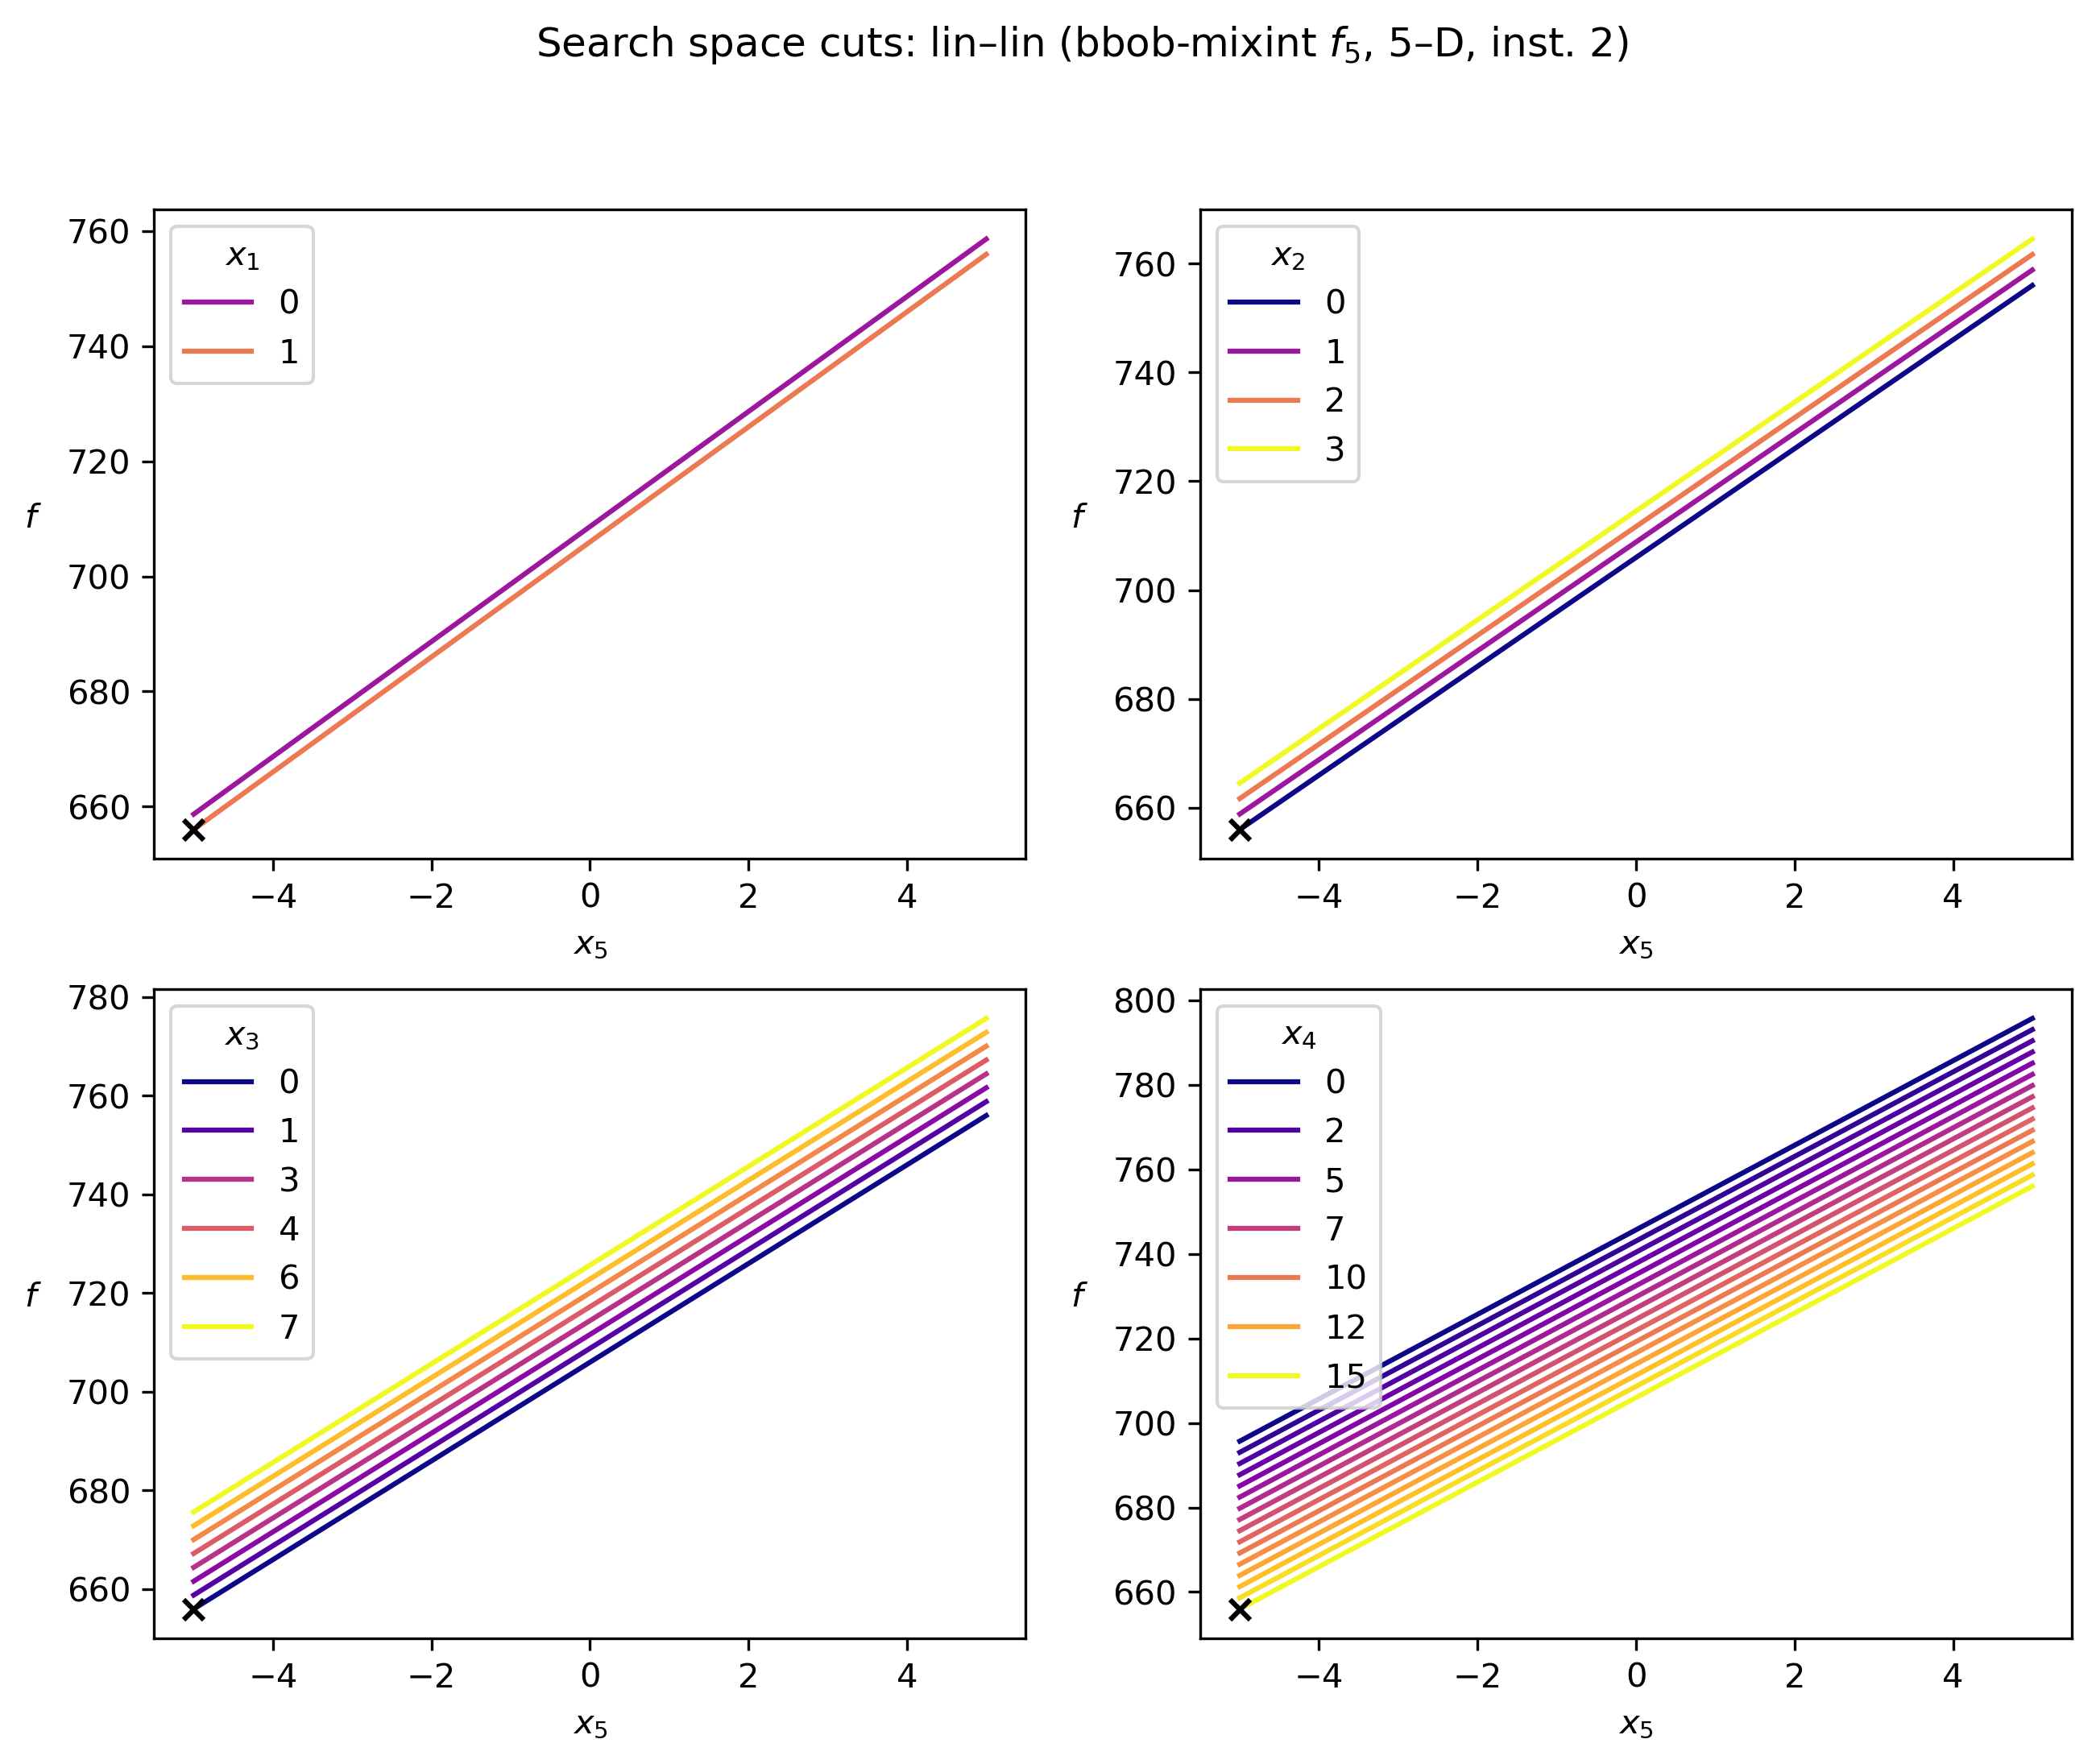 Search space cuts: lin–lin (bbob-mixint f₅, 5–D, inst. 2)
760
740
720
700
680
660
f
x₁
0
1
−4 −2 0 2 4
x₅
760
740
720
700
680
660
f
x₂
0
1
2
3
−4 −2 0 2 4
x₅
780
760
740
720
700
680
660
f
x₃
0
1
3
4
6
7
−4 −2 0 2 4
x₅
800
780
760
740
720
700
680
660
f
x₄
0
2
5
7
10
12
15
−4 −2 0 2 4
x₅